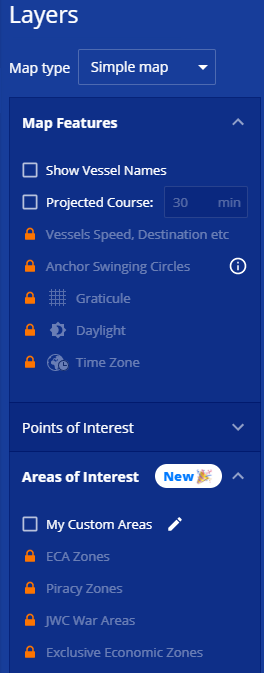 Layers
Map type Simple map
Map Features
Show Vessel Names
Projected Course: 30 min
Vessels Speed, Destination etc
Anchor Swinging Circles
Graticule
Daylight
Time Zone
Points of Interest
Areas of Interest New
My Custom Areas
ECA Zones
Piracy Zones
JWC War Areas
Exclusive Economic Zones